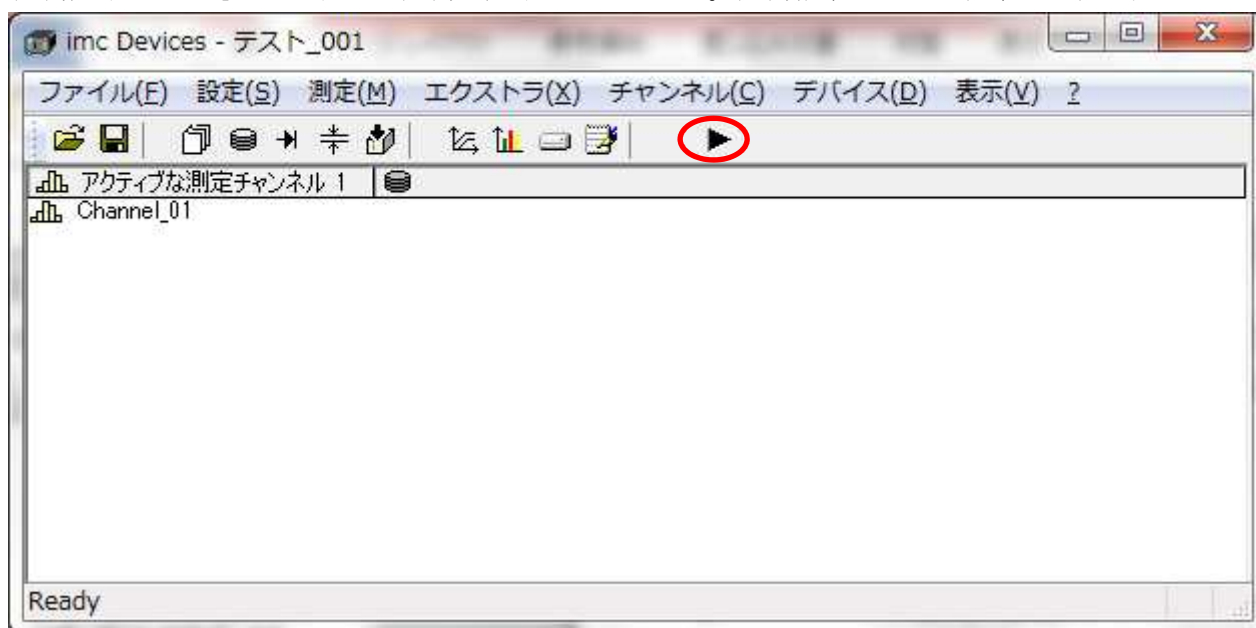 imc Devices - テスト_001
ファイル(F) 設定(S) 測定(M) エクストラ(X) チャンネル(C) デバイス(D) 表示(V) ?
アクティブな測定チャンネル 1
Channel_01
Ready